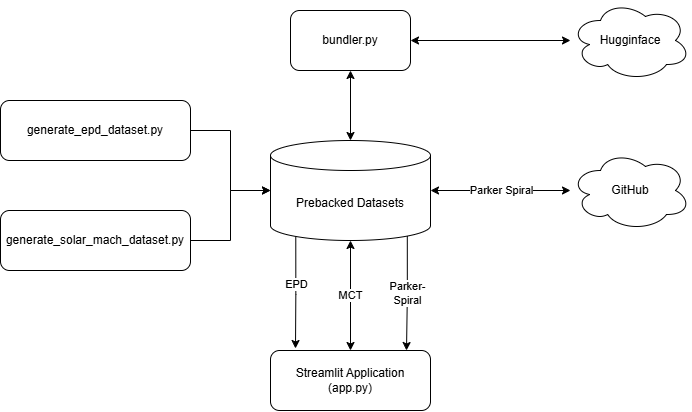 bundler.py
Hugginface
generate_epd_dataset.py
Prebacked Datasets
Parker Spiral
GitHub
generate_solar_mach_dataset.py
EPD
MCT
Parker-
Spiral
Streamlit Application
(app.py)